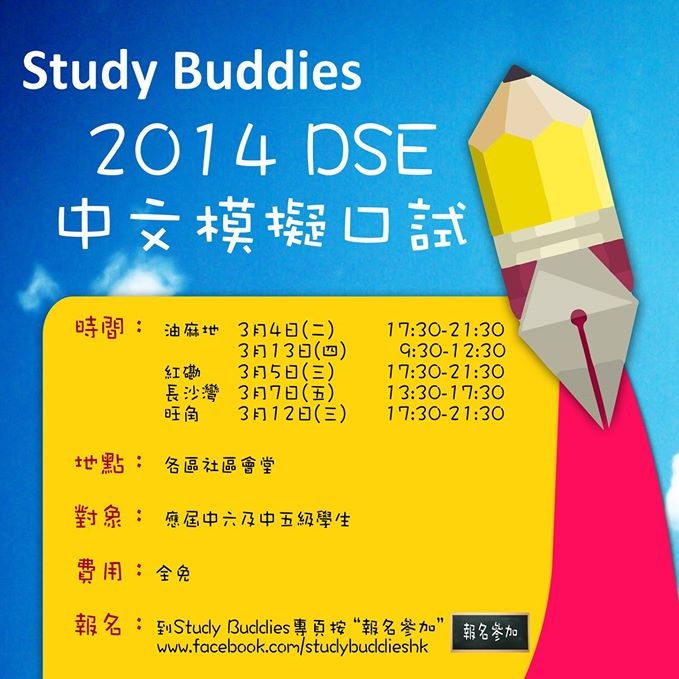 Study Buddies
2014 DSE
中文模擬口試
時間： 油麻地 3月4日(二) 17:30-21:30
3月13日(四) 9:30-12:30
紅磡 3月5日(三) 17:30-21:30
長沙灣 3月7日(五) 13:30-17:30
旺角 3月12日(三) 17:30-21:30
地點： 各區社區會堂
對象： 應屆中六及中五級學生
費用： 全免
報名： 到Study Buddies專頁按“報名參加” 報名參加
www.facebook.com/studybuddieshk